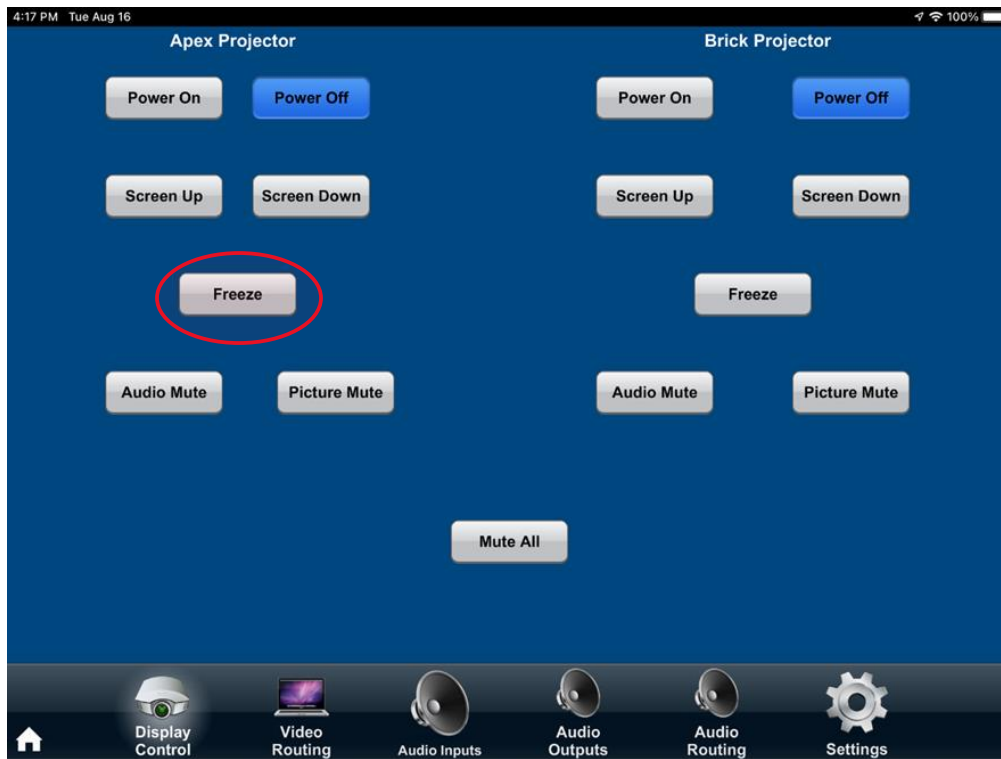 4:17 PM Tue Aug 16
100%
Apex Projector
Brick Projector
Power On
Power Off
Power On
Power Off
Screen Up
Screen Down
Screen Up
Screen Down
Freeze
Freeze
Audio Mute
Picture Mute
Audio Mute
Picture Mute
Mute All
Display
Control
Video
Routing
Audio Inputs
Audio
Outputs
Audio
Routing
Settings